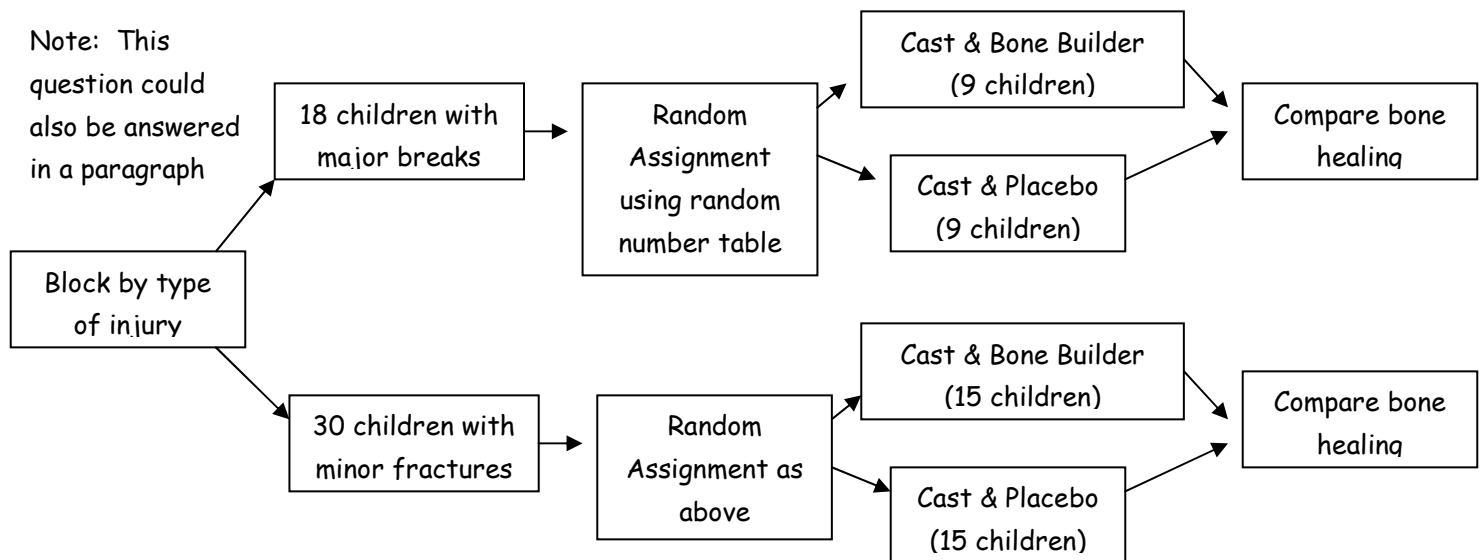 Note: This
question could
also be answered
in a paragraph
Block by type
of injury
18 children with
major breaks
Random
Assignment
using random
number table
Cast & Bone Builder
(9 children)
Cast & Placebo
(9 children)
Compare bone
healing
30 children with
minor fractures
Random
Assignment as
above
Cast & Bone Builder
(15 children)
Cast & Placebo
(15 children)
Compare bone
healing